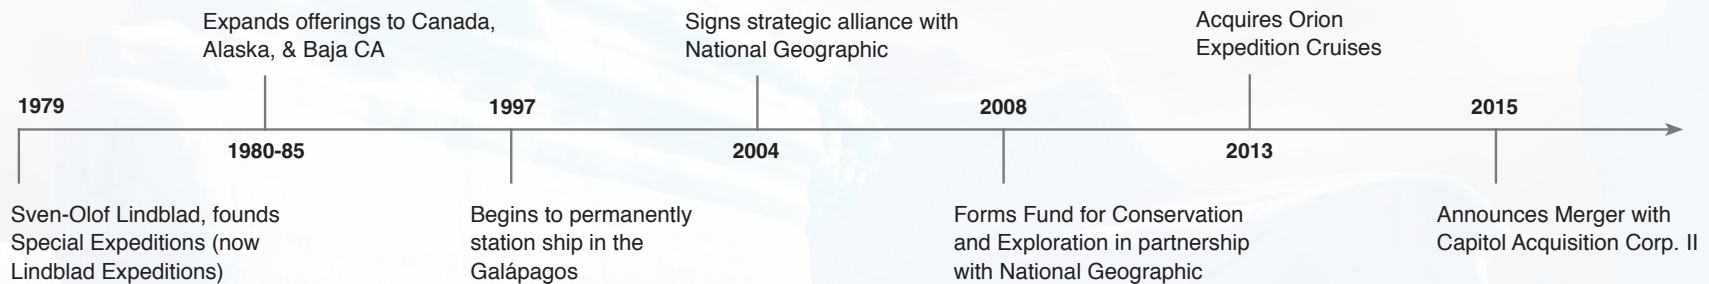 Expands offerings to Canada,
Alaska, & Baja CA
Signs strategic alliance with
National Geographic
Acquires Orion
Expedition Cruises
1979
1997
2008
2015
1980-85
2004
2013
Sven-Olof Lindblad, founds
Special Expeditions (now
Lindblad Expeditions)
Begins to permanently
station ship in the
Galápagos
Forms Fund for Conservation
and Exploration in partnership
with National Geographic
Announces Merger with
Capitol Acquisition Corp. II